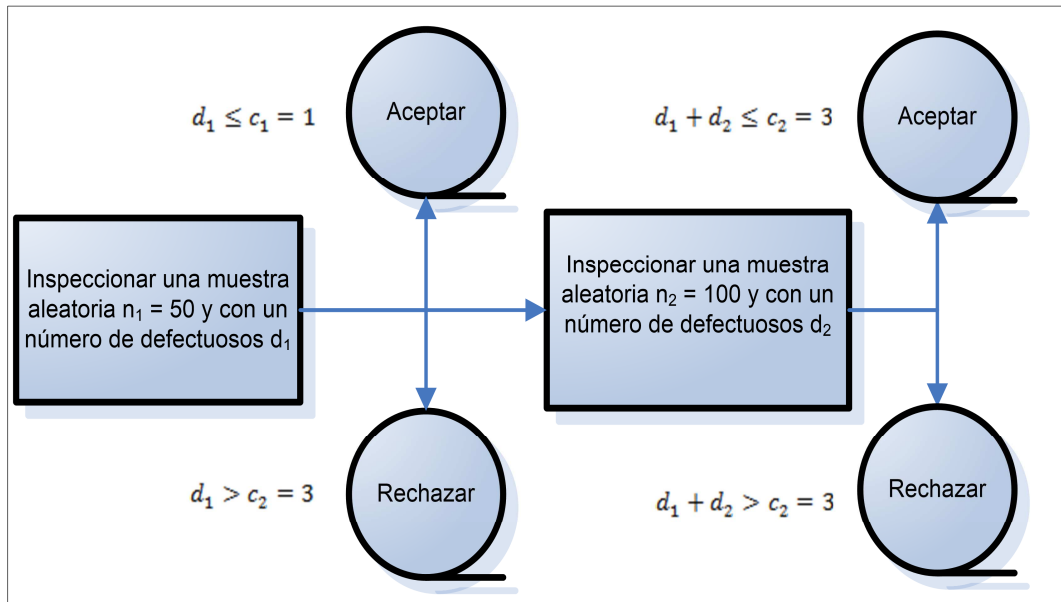 d₁ ≤ c₁ = 1
Aceptar
d₁ + d₂ ≤ c₂ = 3
Aceptar
Inspeccionar una muestra
aleatoria n₁ = 50 y con un
número de defectuosos d₁
Inspeccionar una muestra
aleatoria n₂ = 100 y con un
número de defectuosos d₂
d₁ > c₂ = 3
Rechazar
d₁ + d₂ > c₂ = 3
Rechazar